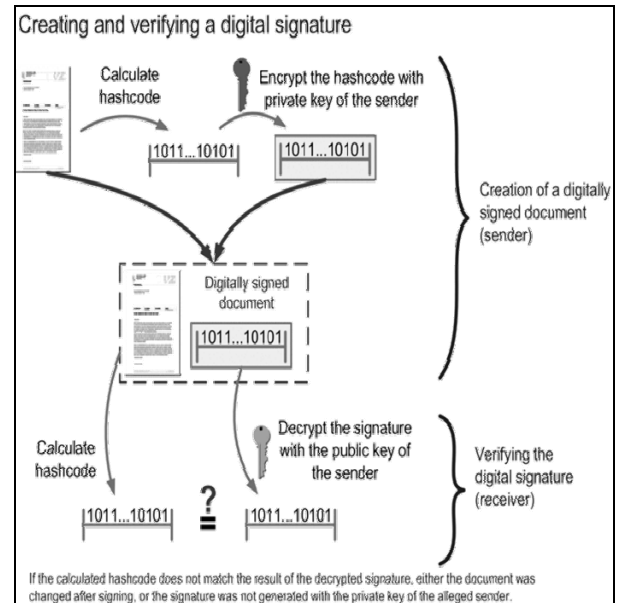 Creating and verifying a digital signature
Calculate
hashcode
Encrypt the hashcode with
private key of the sender
1011...10101
1011...10101
Creation of a digitally
signed document
(sender)
Digitally signed
document
1011...10101
Calculate
hashcode
Decrypt the signature
with the public key of
the sender
Verifying the
digital signature
(receiver)
1011...10101
?
=
1011...10101
If the calculated hashcode does not match the result of the decrypted signature, either the document was
changed after signing, or the signature was not generated with the private key of the alleged sender.